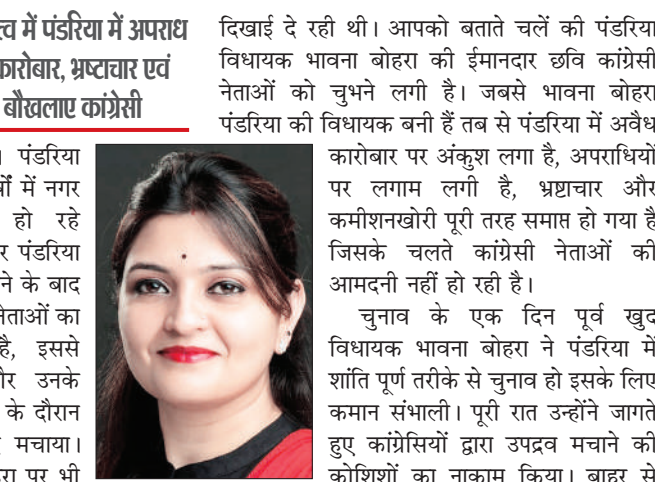 त्व में पंडरिया में अपराध
कारोबार, भ्रष्टाचार एवं
बौखलाए कांग्रेसी
। पंडरिया
र्षों में नगर
हो रहे
र पंडरिया
ने के बाद
नेताओं का
है, इससे
और उनके
के दौरान
मचाया।
हरा पर भी
दिखाई दे रही थी। आपको बताते चलें की पंडरिया
विधायक भावना बोहरा की ईमानदार छवि कांग्रेसी
नेताओं को चुभने लगी है। जबसे भावना बोहरा
पंडरिया की विधायक बनी हैं तब से पंडरिया में अवैध
कारोबार पर अंकुश लगा है, अपराधियों
पर लगाम लगी है, भ्रष्टाचार और
कमीशनखोरी पूरी तरह समाप्त हो गया है
जिसके चलते कांग्रेसी नेताओं की
आमदनी नहीं हो रही है।
चुनाव के एक दिन पूर्व खुद
विधायक भावना बोहरा ने पंडरिया में
शांति पूर्ण तरीके से चुनाव हो इसके लिए
कमान संभाली। पूरी रात उन्होंने जागते
हुए कांग्रेसियों द्वारा उपद्रव मचाने की
कोशिशों का नाकाम किया। बाहर से